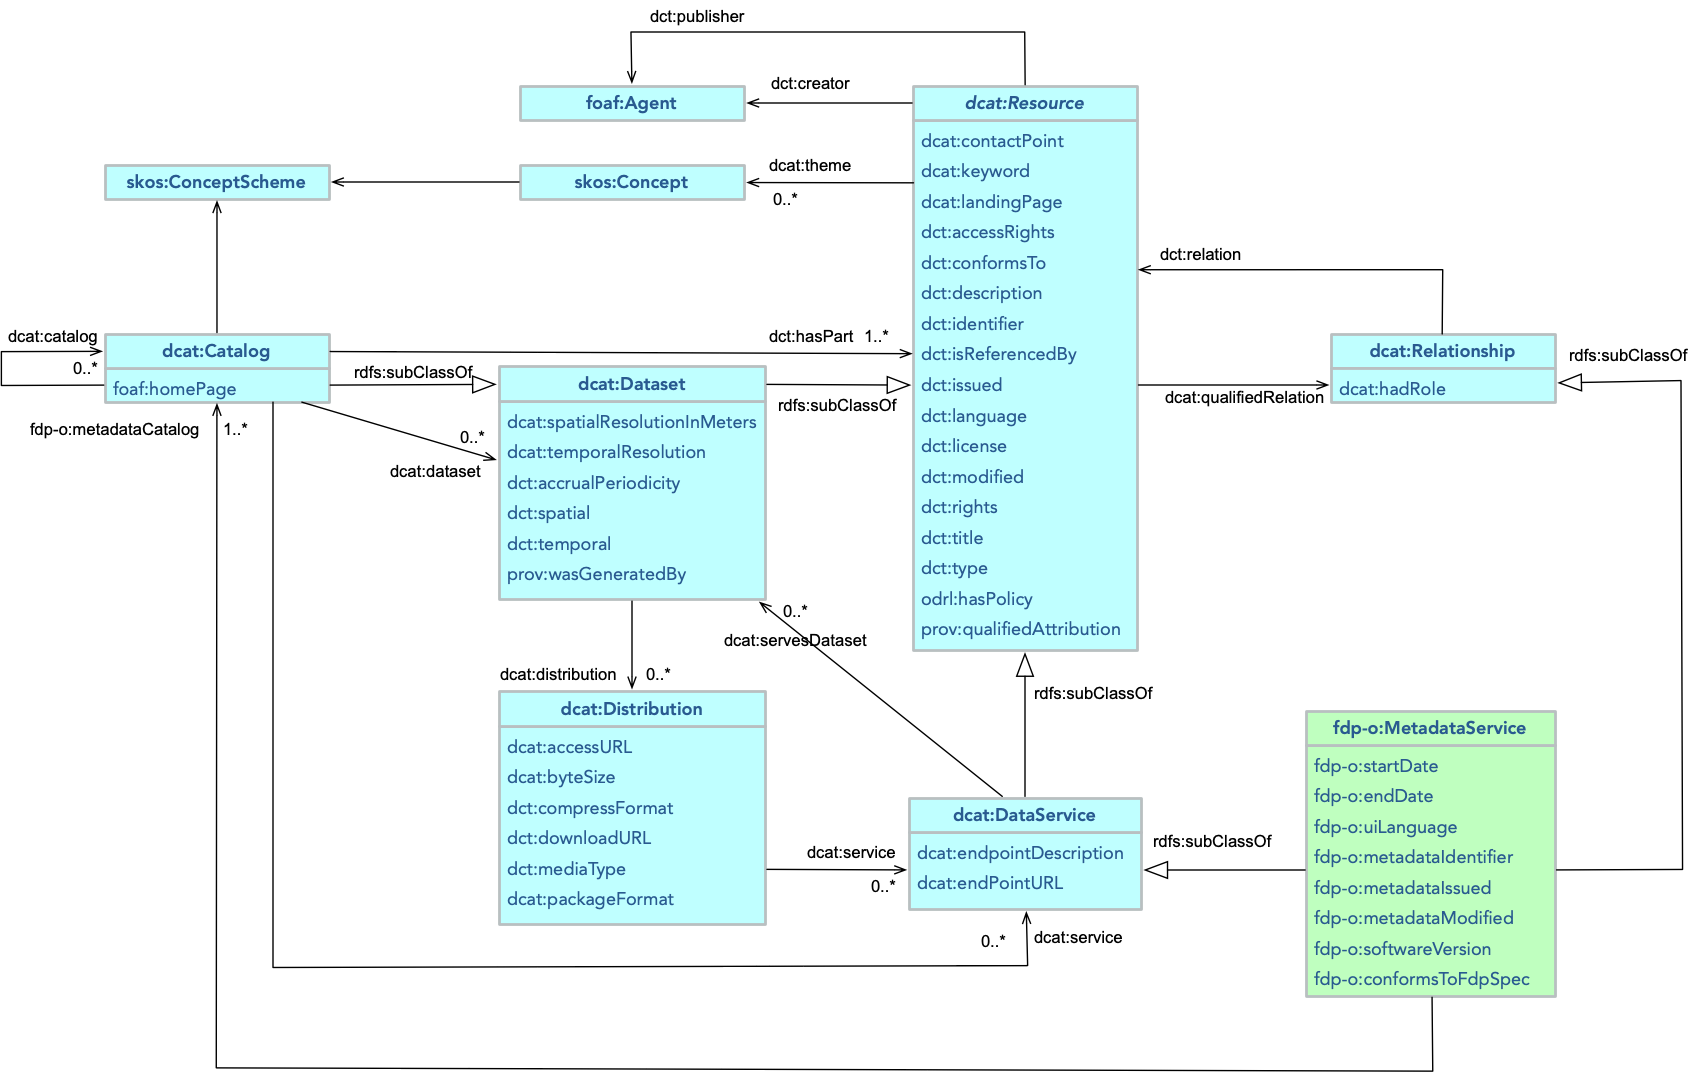 dct:publisher
foaf:Agent
dct:creator
dcat:Resource
dcat:contactPoint
dcat:keyword
dcat:landingPage
dct:accessRights
dct:conformsTo
dct:description
dct:identifier
dct:isReferencedBy
dct:issued
dct:language
dct:license
dct:modified
dct:rights
dct:title
dct:type
odrl:hasPolicy
prov:qualifiedAttribution
skos:ConceptScheme
skos:Concept
dcat:theme
0..*
dct:relation
dcat:catalog
0..*
dcat:Catalog
foaf:homePage
dct:hasPart 1..*
rdfs:subClassOf
dcat:Dataset
dcat:spatialResolutionInMeters
dcat:temporalResolution
dct:accrualPeriodicity
dct:spatial
dct:temporal
prov:wasGeneratedBy
rdfs:subClassOf
dcat:Relationship
dcat:hadRole
dcat:qualifiedRelation
rdfs:subClassOf
fdp-o:metadataCatalog 1..*
0..*
dcat:dataset
0..*
dcat:servesDataset
dcat:distribution 0..*
dcat:Distribution
dcat:accessURL
dcat:byteSize
dct:compressFormat
dct:downloadURL
dct:mediaType
dcat:packageFormat
rdfs:subClassOf
dcat:service
0..*
dcat:DataService
dcat:endpointDescription
dcat:endPointURL
rdfs:subClassOf
0..* dcat:service
fdp-o:MetadataService
fdp-o:startDate
fdp-o:endDate
fdp-o:uiLanguage
fdp-o:metadataIdentifier
fdp-o:metadataIssued
fdp-o:metadataModified
fdp-o:softwareVersion
fdp-o:conformsToFdpSpec